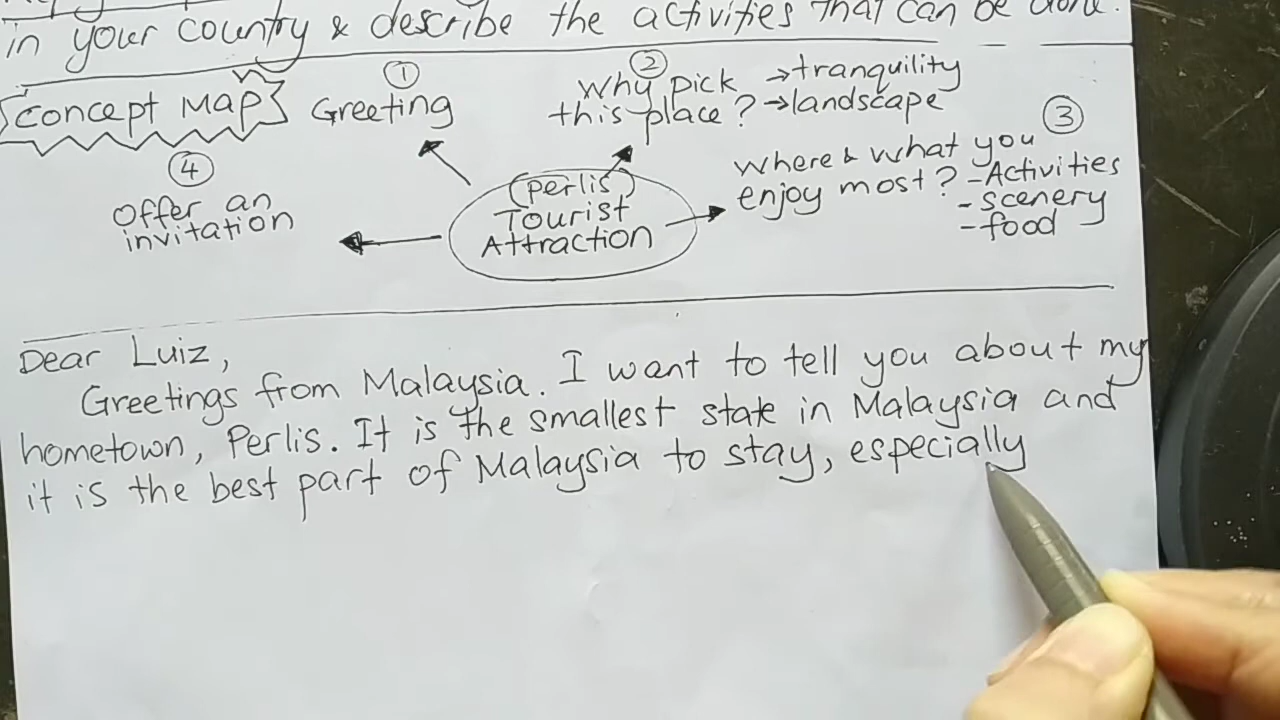 in your country & describe the activities that can be done.
Concept Map
①
Greeting
②
Why pick
this place?
→tranquility
→landscape
③
Where & what you
enjoy most?
-Activities
-scenery
-food
④
Offer an
invitation
(Perlis)
Tourist
Attraction
Dear Luiz,
Greetings from Malaysia. I want to tell you about my
hometown, Perlis. It is the smallest state in Malaysia and
it is the best part of Malaysia to stay, especially